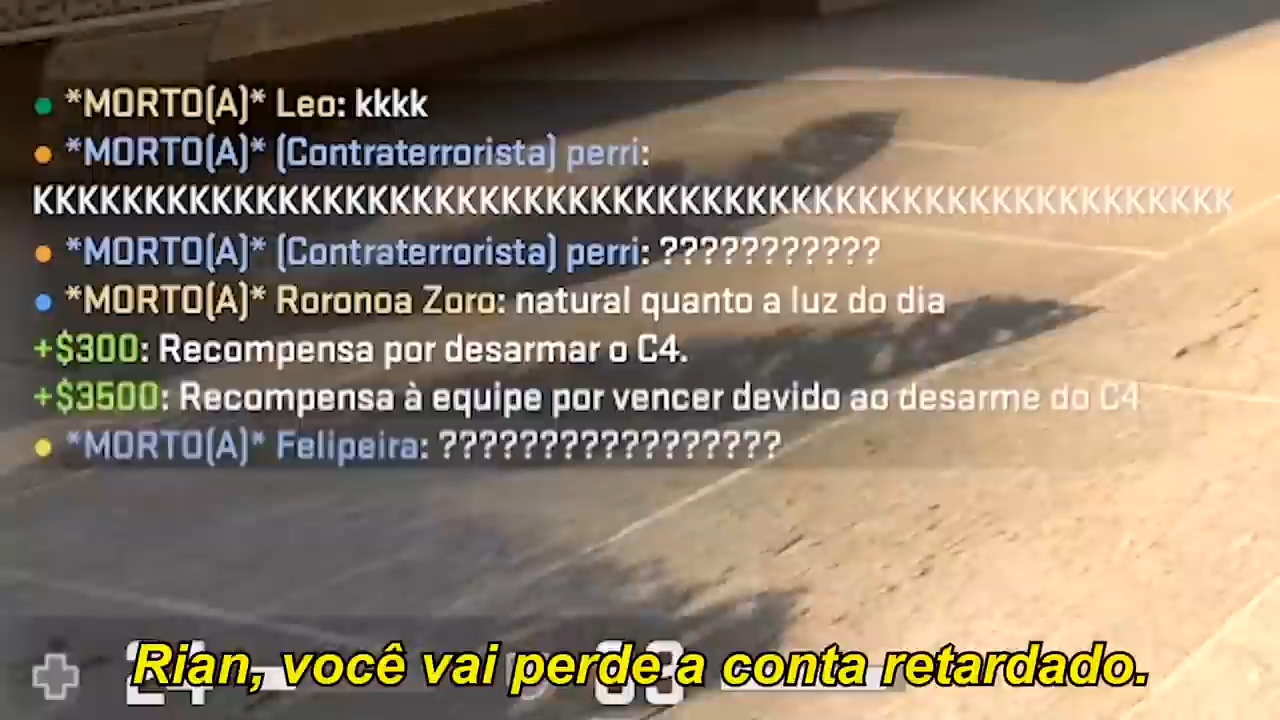 *MORTO(A)* Leo: kkkk
*MORTO(A)* (Contraterrorista) perri:
KKKKKKKKKKKKKKKKKKKKKKKKKKKKKKKKKKKKKKKKKKKKKKKKKKKKKK
*MORTO(A)* (Contraterrorista) perri: ???????????
*MORTO(A)* Roronoa Zoro: natural quanto a luz do dia
+$300: Recompensa por desarmar o C4.
+$3500: Recompensa à equipe por vencer devido ao desarme do C4.
*MORTO(A)* Felipeira: ?????????????????
Rian, você vai perde a conta retardado.